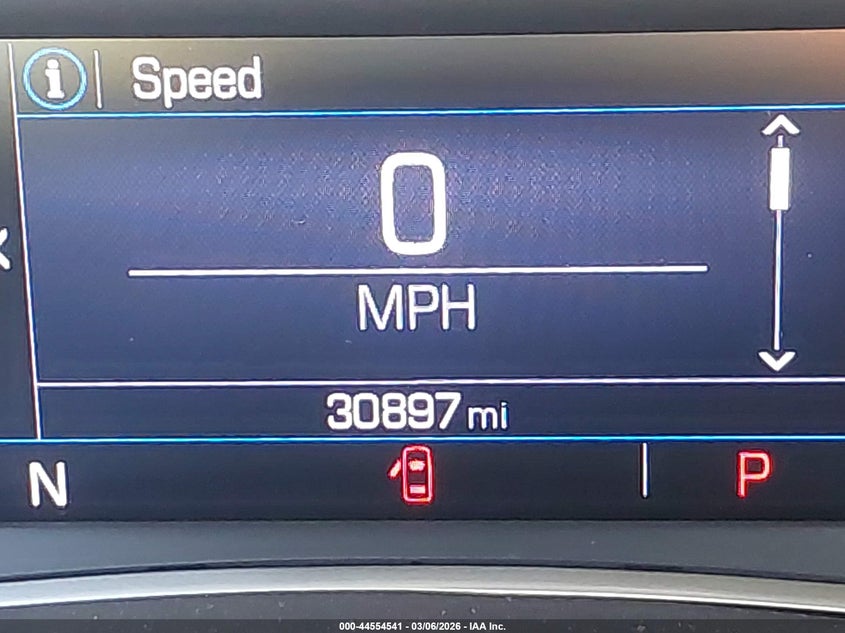 i Speed
0
MPH
30897 mi
N P
000-44554541 - 03/06/2026 - IAA Inc.